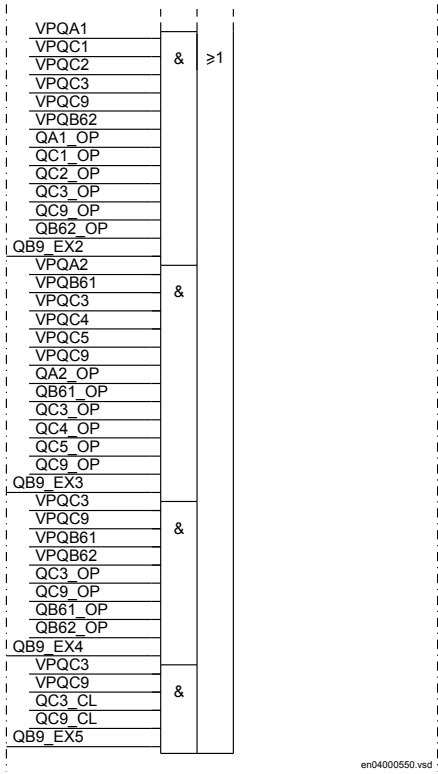 VPQA1
VPQC1
& ≥1
VPQC2
VPQC3
VPQC9
VPQB62
QA1_OP
QC1_OP
QC2_OP
QC3_OP
QC9_OP
QB62_OP
QB9_EX2
VPQA2
VPQB61
&
VPQC3
VPQC4
VPQC5
VPQC9
QA2_OP
QB61_OP
QC3_OP
QC4_OP
QC5_OP
QC9_OP
QB9_EX3
VPQC3
VPQC9
&
VPQB61
VPQB62
QC3_OP
QC9_OP
QB61_OP
QB62_OP
QB9_EX4
VPQC3
VPQC9
&
QC3_CL
QC9_CL
QB9_EX5
en04000550.vsd